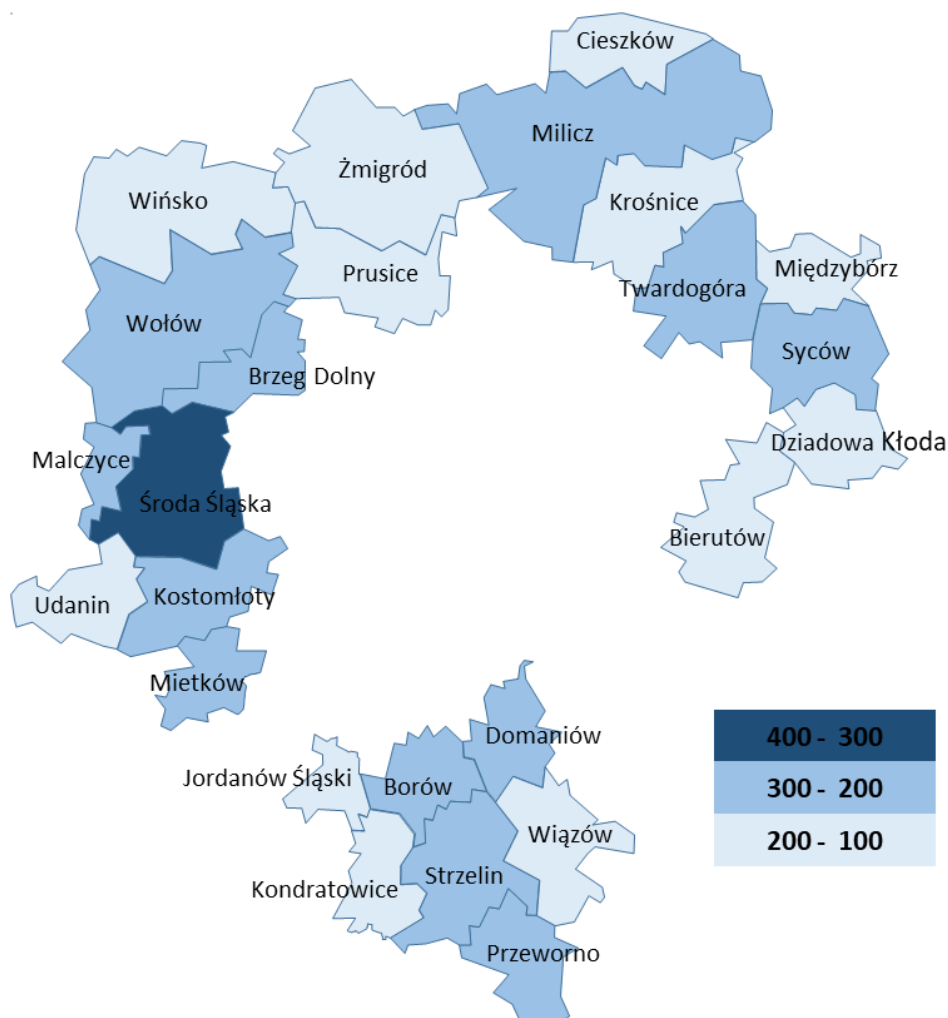 Cieszków
Milicz
Żmigród
Wińsko
Krośnice
Prusice
Międzybórz
Twardogóra
Wołów
Syców
Brzeg Dolny
Dziadowa Kłoda
Malczyce
Środa Śląska
Bierutów
Udanin
Kostomłoty
Mietków
Domaniów
400 - 300
Jordanów Śląski
Borów
300 - 200
Wiązów
200 - 100
Strzelin
Kondratowice
Przeworno